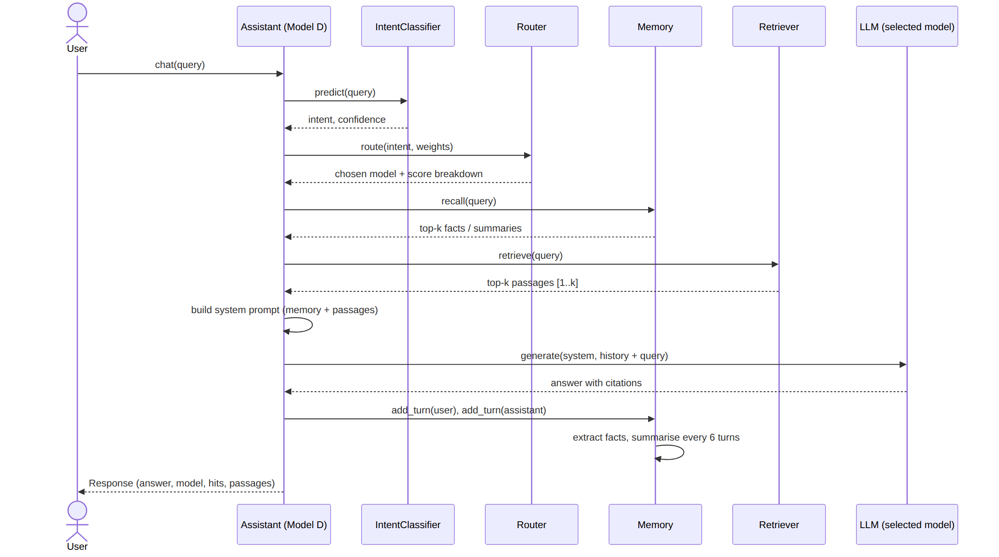 User
Assistant (Model D)
IntentClassifier
Router
Memory
Retriever
LLM (selected model)
chat(query)
predict(query)
intent, confidence
route(intent, weights)
chosen model + score breakdown
recall(query)
top-k facts / summaries
retrieve(query)
top-k passages [1..k]
build system prompt (memory + passages)
generate(system, history + query)
answer with citations
add_turn(user), add_turn(assistant)
extract facts, summarise every 6 turns
Response (answer, model, hits, passages)
User
Assistant (Model D)
IntentClassifier
Router
Memory
Retriever
LLM (selected model)